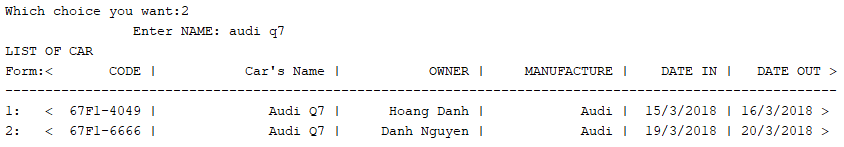 Which choice you want:2
Enter NAME: audi q7
LIST OF CAR
Form:< CODE | Car's Name | OWNER | MANUFACTURE | DATE IN | DATE OUT >
--------------------------------------------------------------------------------------------------------
1: < 67F1-4049 | Audi Q7 | Hoang Danh | Audi | 15/3/2018 | 16/3/2018 >
2: < 67F1-6666 | Audi Q7 | Danh Nguyen | Audi | 19/3/2018 | 20/3/2018 >